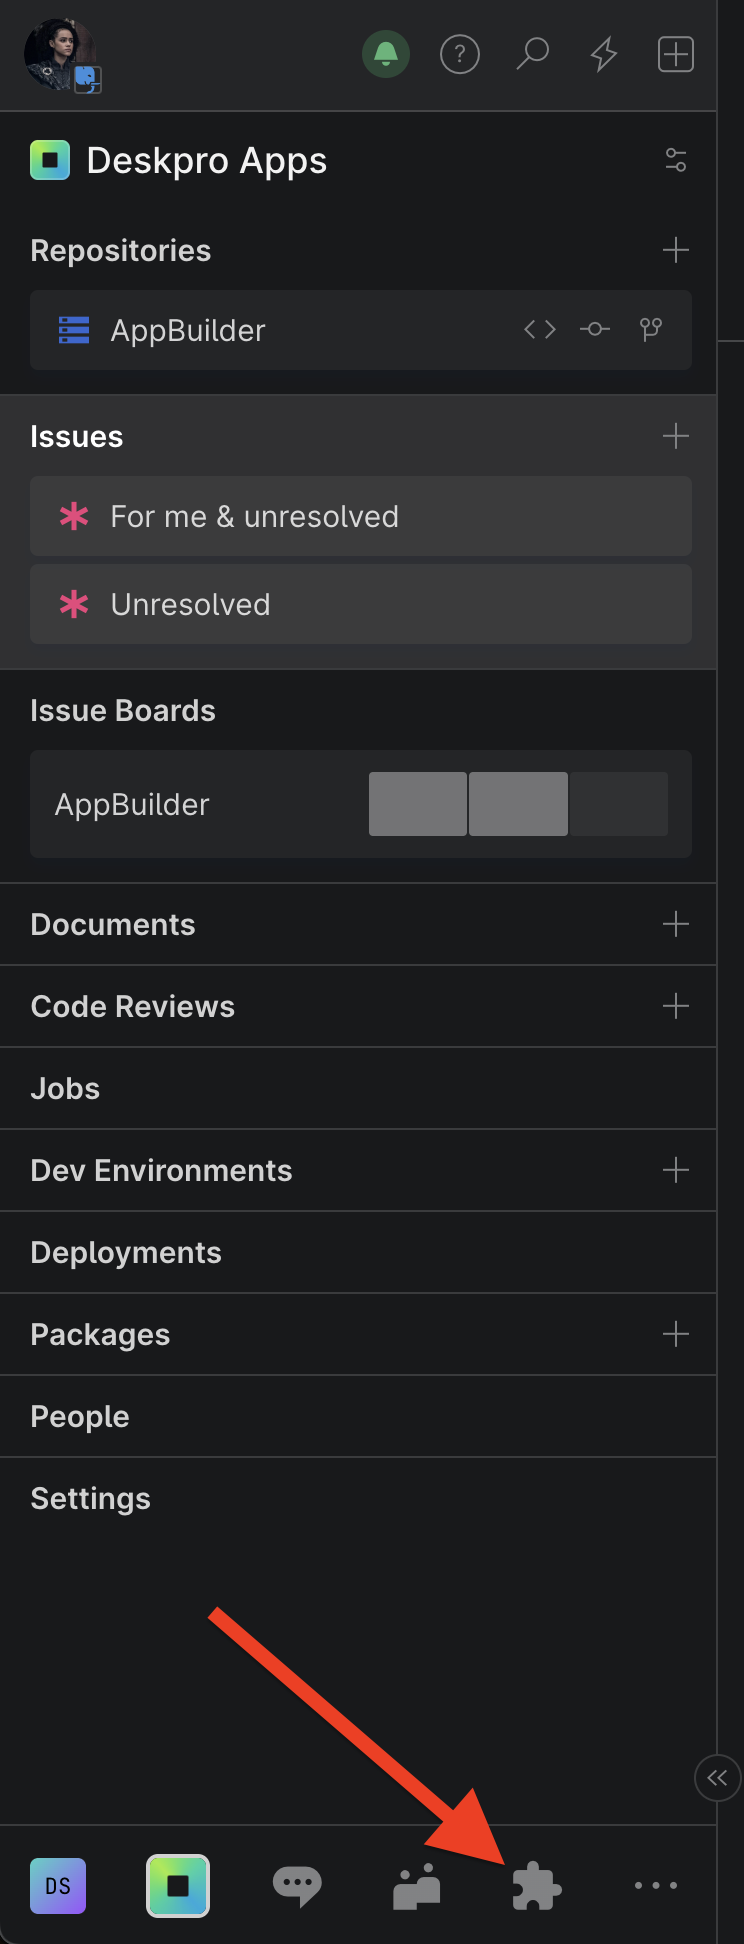 ?
Deskpro Apps
Repositories
AppBuilder
Issues
For me & unresolved
Unresolved
Issue Boards
AppBuilder
Documents
Code Reviews
Jobs
Dev Environments
Deployments
Packages
People
Settings
DS